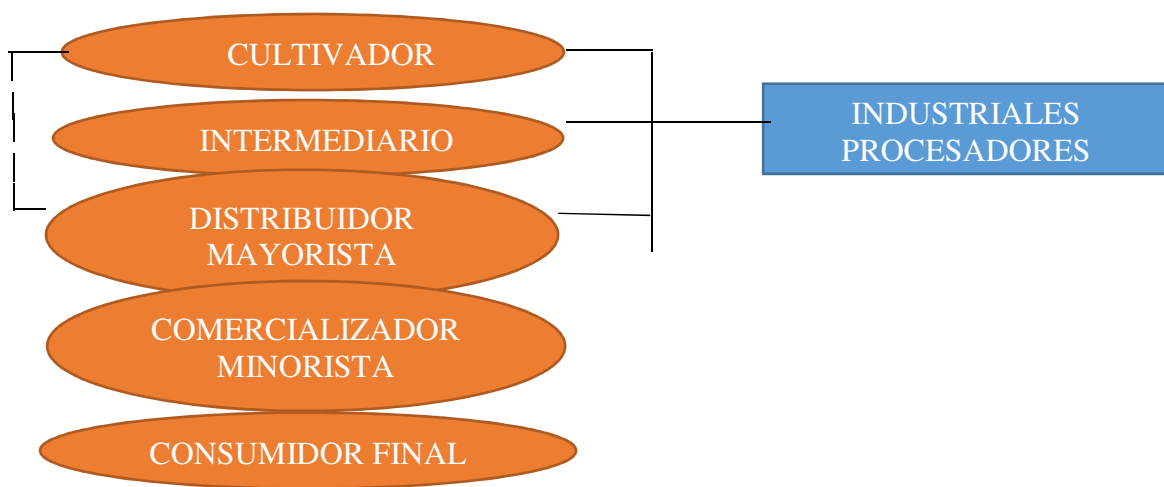 CULTIVADOR
INTERMEDIARIO
DISTRIBUIDOR
MAYORISTA
COMERCIALIZADOR
MINORISTA
CONSUMIDOR FINAL
INDUSTRIALES
PROCESADORES